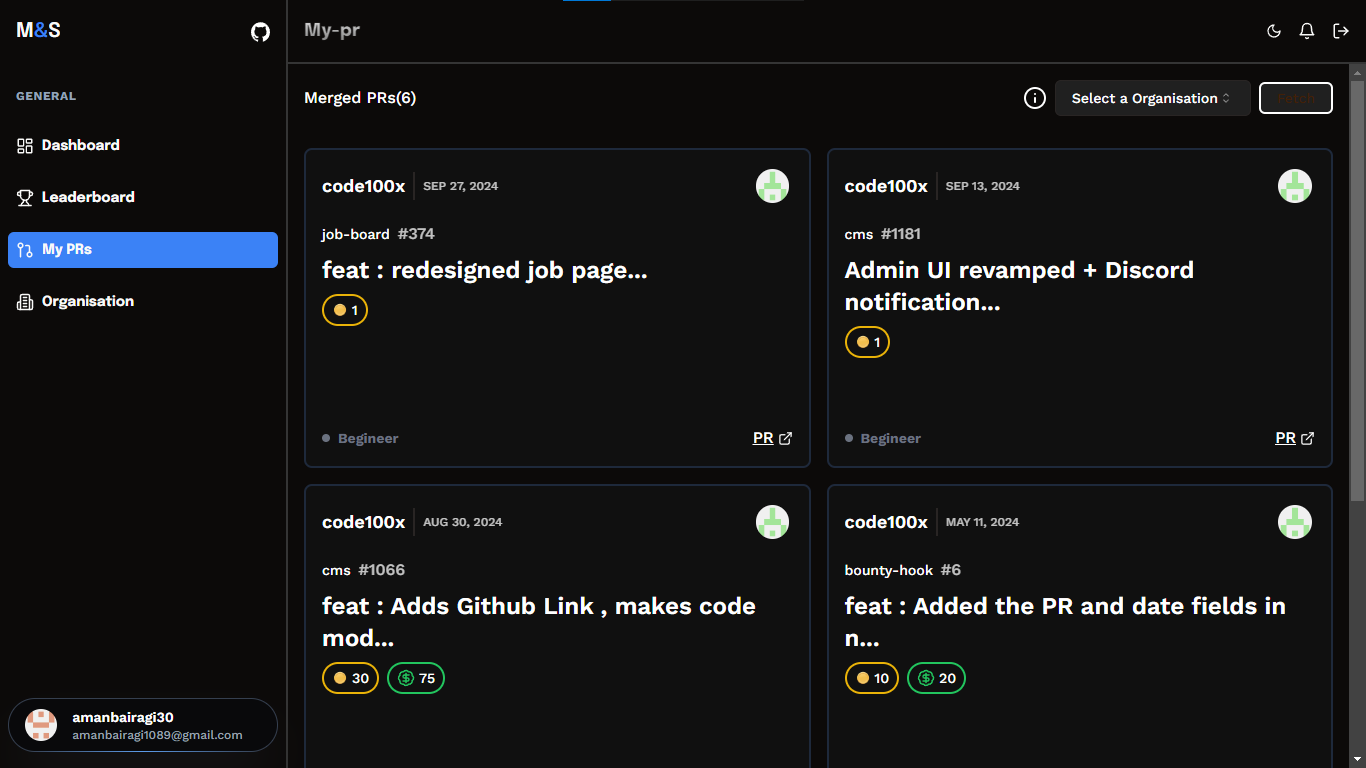 M&S
My-pr
GENERAL
Dashboard
Leaderboard
My PRs
Organisation
amanbairagi30
amanbairagi1089@gmail.com
Merged PRs(6)
Select a Organisation
Fetch
code100x
SEP 27, 2024
job-board #374
feat : redesigned job page...
1
Begineer
PR
code100x
SEP 13, 2024
cms #1181
Admin UI revamped + Discord
notification...
1
Begineer
PR
code100x
AUG 30, 2024
cms #1066
feat : Adds Github Link , makes code
mod...
30
75
code100x
MAY 11, 2024
bounty-hook #6
feat : Added the PR and date fields in
n...
10
20